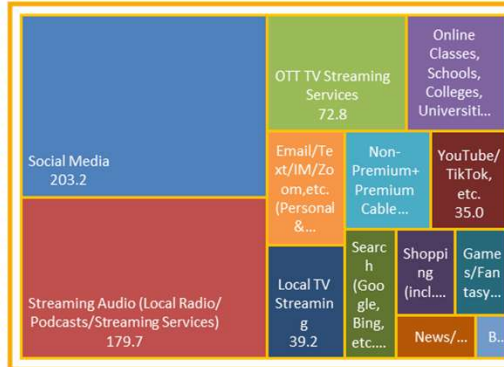 Social Media
203.2
Streaming Audio (Local Radio/
Podcasts/Streaming Services)
179.7
OTT TV Streaming
Services
72.8
Online
Classes,
Schools,
Colleges,
Universiti…
Email/Te
xt/IM/Zo
om,etc.
(Personal
&…
Non-
Premium+
Premium
Cable…
YouTube/
TikTok,
etc.
35.0
Local TV
Streamin
g
39.2
Searc
h
(Goo
gle,
Bing,
etc.…
Shoppi
ng
(incl.…
Game
s/Fan
tasy…
News/…
B…